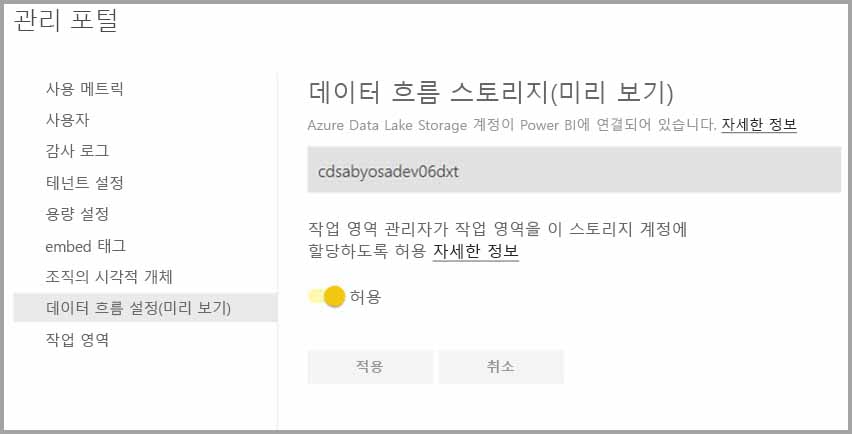 관리 포털
사용 메트릭
사용자
감사 로그
테넌트 설정
용량 설정
embed 태그
조직의 시각적 개체
데이터 흐름 설정(미리 보기)
작업 영역
데이터 흐름 스토리지(미리 보기)
Azure Data Lake Storage 계정이 Power BI에 연결되어 있습니다. 자세한 정보
cdsabyosadev06dxt
작업 영역 관리자가 작업 영역을 이 스토리지 계정에
할당하도록 허용 자세한 정보
허용
적용
취소